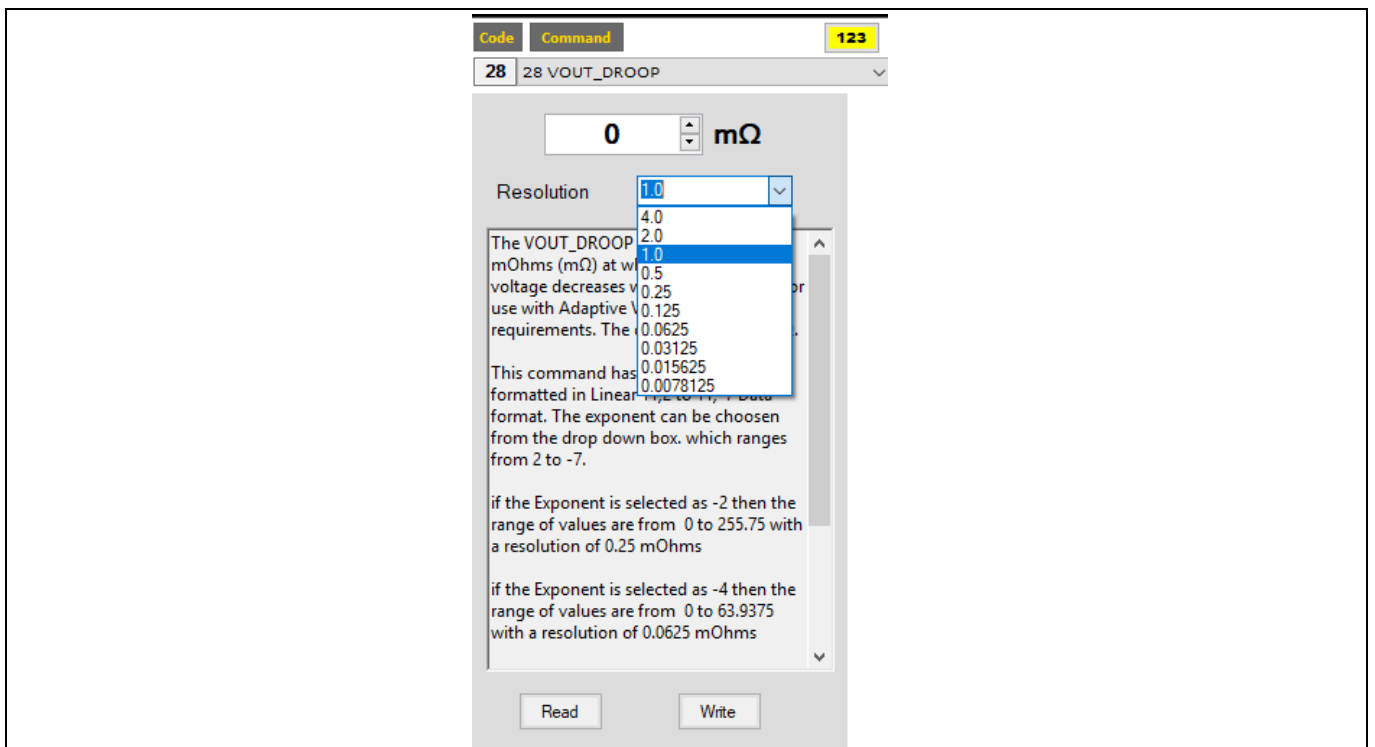 Code Command 123
28 28 VOUT_DROOP
0 mΩ
Resolution 1.0
4.0
2.0
1.0
0.5
0.25
0.125
0.0625
0.03125
0.015625
0.0078125
The VOUT_DROOP
mOhms (mΩ) at
voltage decreases or
use with Adaptive
requirements. The .
This command has
formatted in Linear
format. The exponent can be choosen
from the drop down box. which ranges
from 2 to -7.
if the Exponent is selected as -2 then the
range of values are from 0 to 255.75 with
a resolution of 0.25 mOhms
if the Exponent is selected as -4 then the
range of values are from 0 to 63.9375
with a resolution of 0.0625 mOhms
Read Write